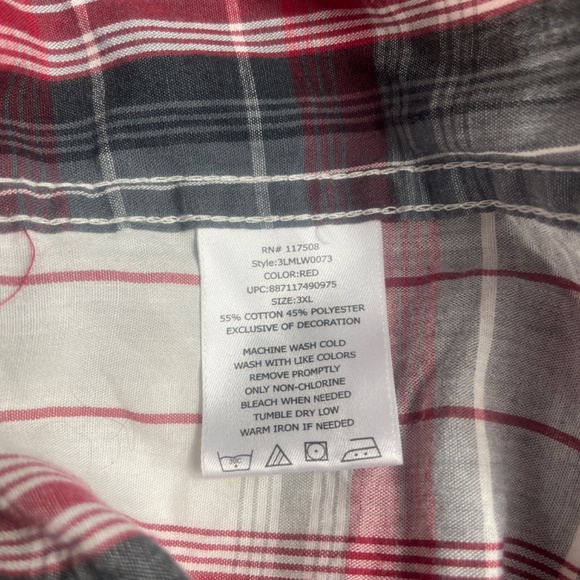 RN# 117508
Style:3LMLW0073
COLOR:RED
UPC:887117490975
SIZE:3XL
55% COTTON 45% POLYESTER
EXCLUSIVE OF DECORATION
MACHINE WASH COLD
WASH WITH LIKE COLORS
REMOVE PROMPTLY
ONLY NON-CHLORINE
BLEACH WHEN NEEDED
TUMBLE DRY LOW
WARM IRON IF NEEDED
30C